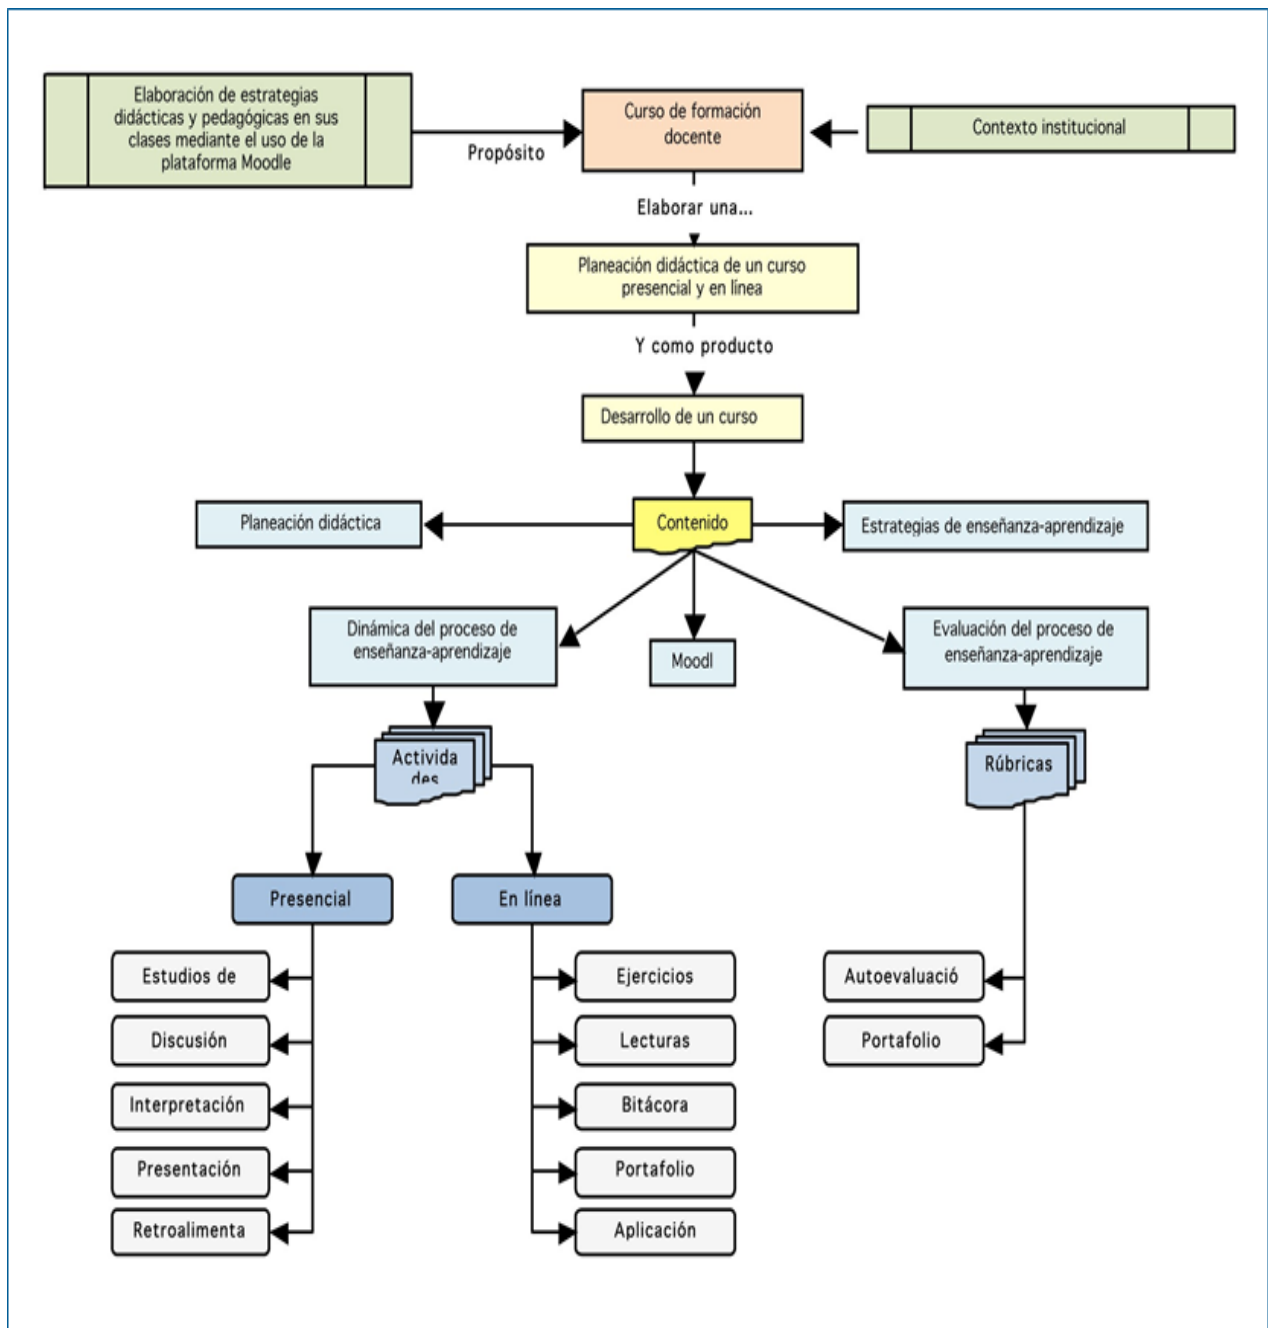 Elaboración de estrategias
didácticas y pedagógicas en sus
clases mediante el uso de la
plataforma Moodle
Propósito
Curso de formación
docente
Contexto institucional
Elaborar una...
Planeación didáctica de un curso
presencial y en línea
Y como producto
Desarrollo de un curso
Planeación didáctica
Contenido
Estrategias de enseñanza-aprendizaje
Dinámica del proceso de
enseñanza-aprendizaje
Moodl
Evaluación del proceso de
enseñanza-aprendizaje
Activida
des
Rúbricas
Presencial
En línea
Estudios de
Discusión
Interpretación
Presentación
Retroalimenta
Ejercicios
Lecturas
Bitácora
Portafolio
Aplicación
Autoevaluació
Portafolio